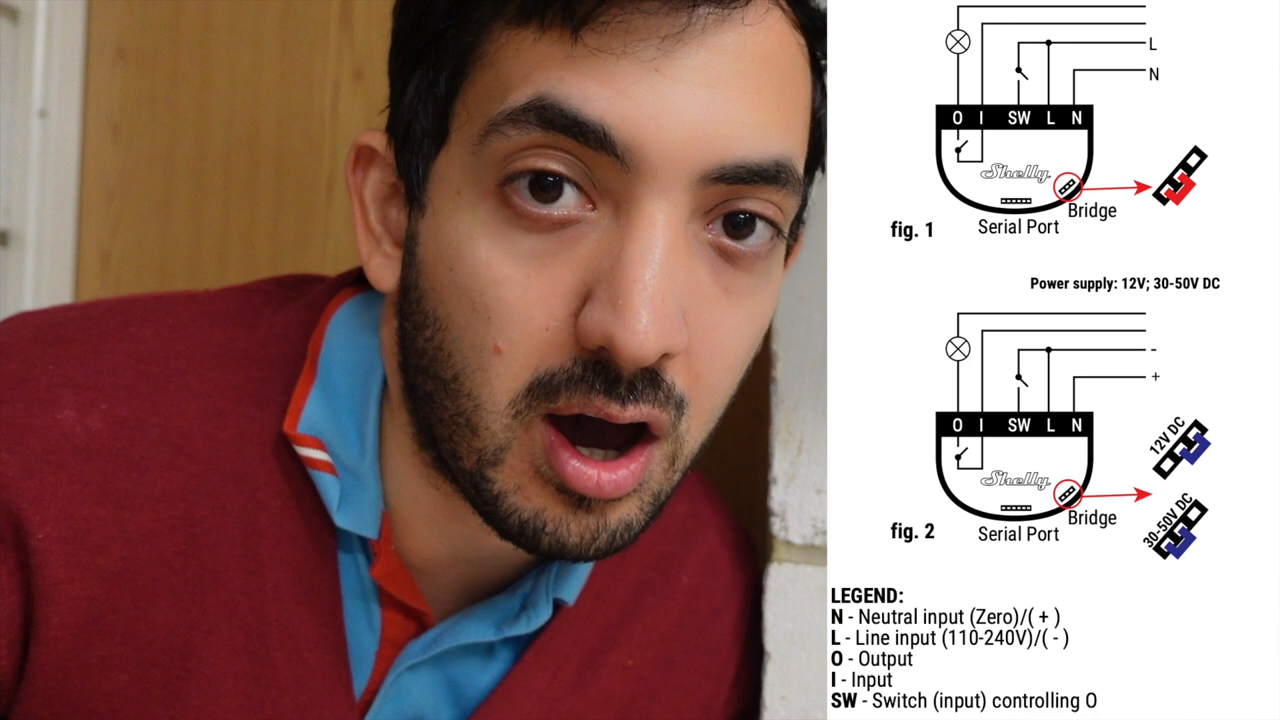 L
N
O I SW L N
Shelly
Bridge
Serial Port
fig. 1
Power supply: 12V; 30-50V DC
-
+
O I SW L N
12V DC
Shelly
30-50V DC
Bridge
Serial Port
fig. 2
LEGEND:
N - Neutral input (Zero)/( + )
L - Line input (110-240V)/( - )
O - Output
I - Input
SW - Switch (input) controlling O